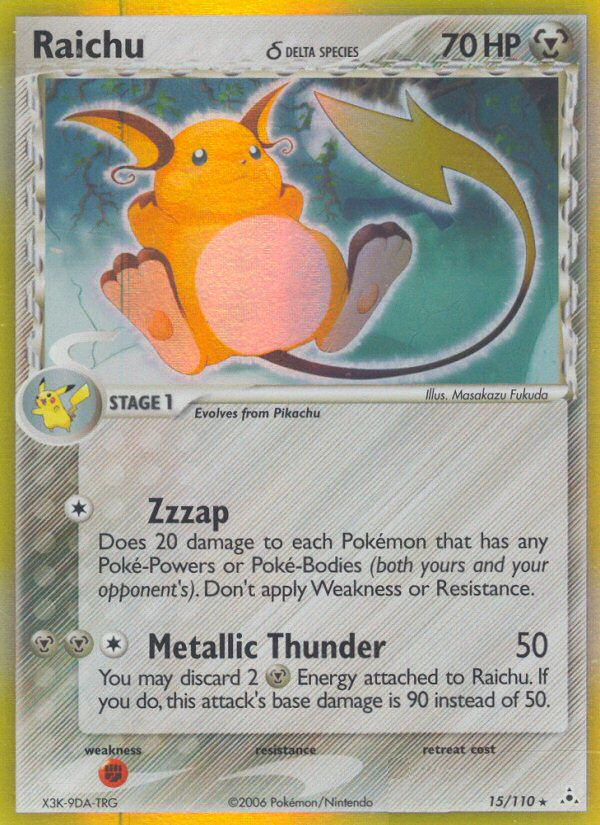 Raichu δ DELTA SPECIES 70 HP
Illus. Masakazu Fukuda
STAGE 1
Evolves from Pikachu
Zzzap
Does 20 damage to each Pokémon that has any
Poké-Powers or Poké-Bodies (both yours and your
opponent's). Don't apply Weakness or Resistance.
Metallic Thunder 50
You may discard 2 Energy attached to Raichu. If
you do, this attack's base damage is 90 instead of 50.
weakness resistance retreat cost
X3K-9DA-TRG ©2006 Pokémon/Nintendo 15/110 ★